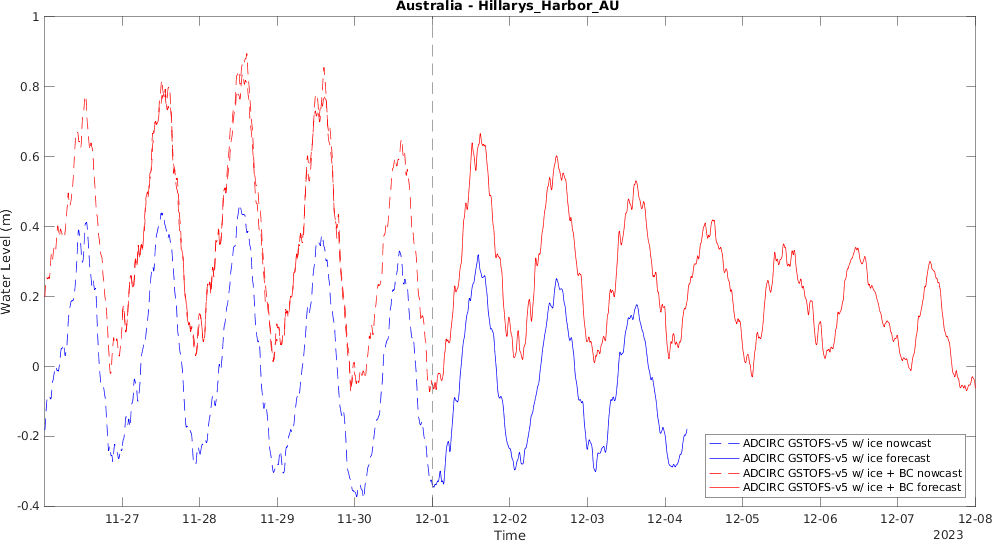 Australia - Hillarys_Harbor_AU
1
0.8
0.6
0.4
0.2
0
-0.2
-0.4
Water Level (m)
ADCIRC GSTOFS-v5 w/ ice nowcast
ADCIRC GSTOFS-v5 w/ ice forecast
ADCIRC GSTOFS-v5 w/ ice + BC nowcast
ADCIRC GSTOFS-v5 w/ ice + BC forecast
11-27 11-28 11-29 11-30 12-01 12-02 12-03 12-04 12-05 12-06 12-07 12-08
Time
2023